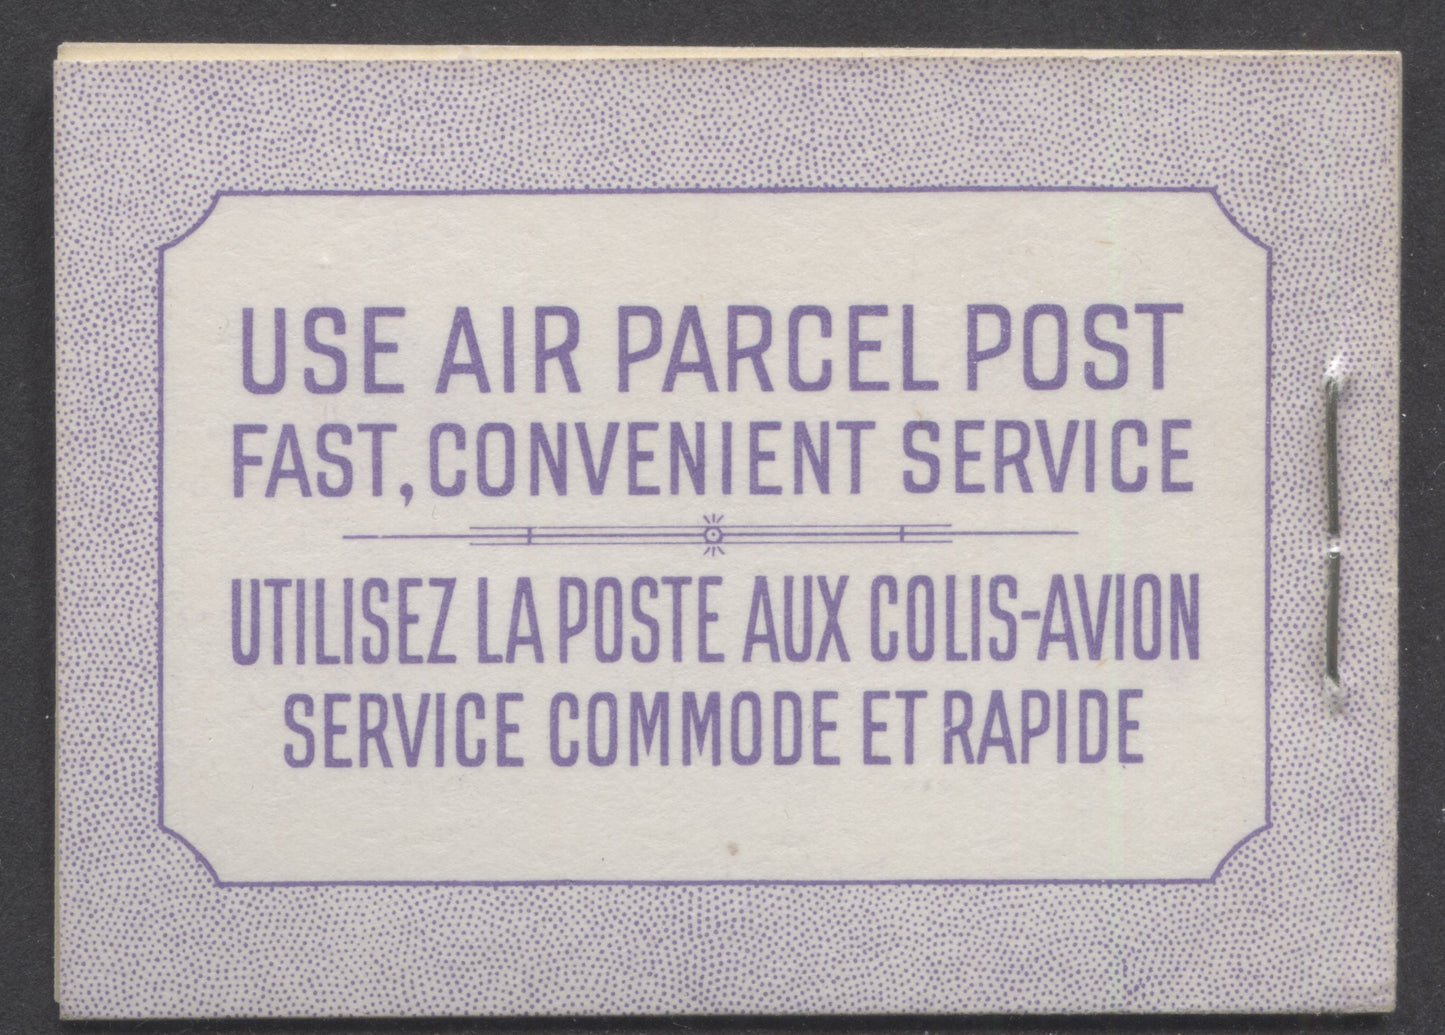 USE AIR PARCEL POST
FAST, CONVENIENT SERVICE
UTILISEZ LA POSTE AUX COLIS-AVION
SERVICE COMMODE ET RAPIDE